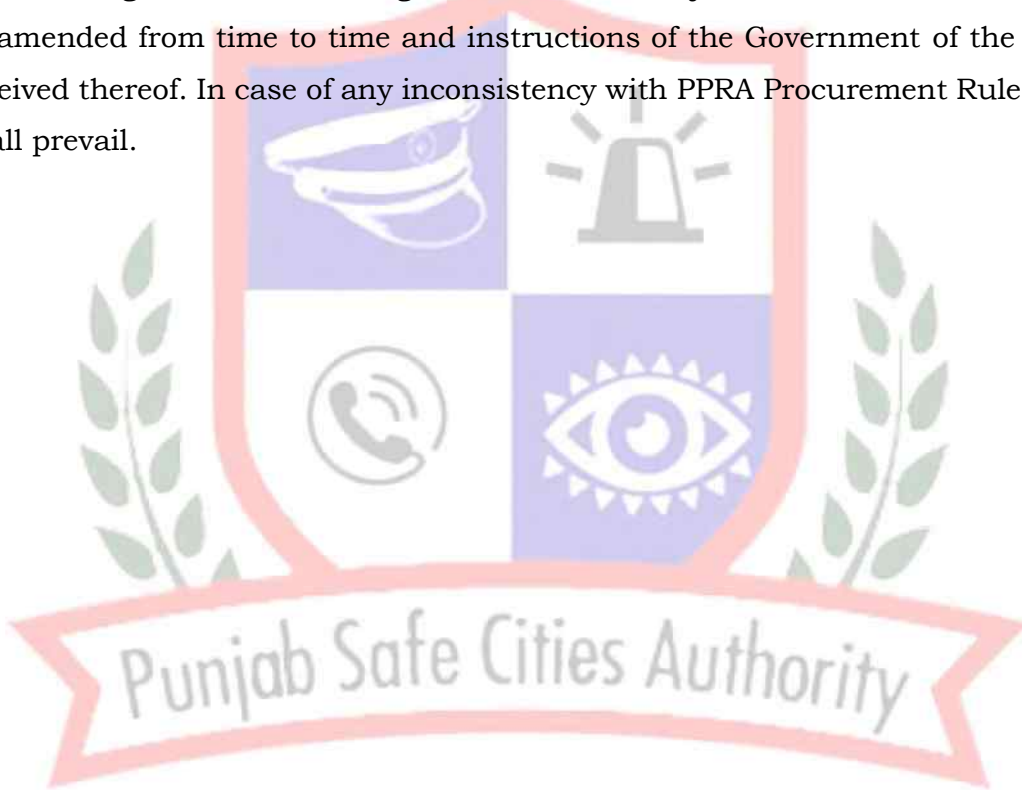 amended from time to time and instructions of the Government of the
eived thereof. In case of any inconsistency with PPRA Procurement Rule
all prevail.
Punjab Safe Cities Authority